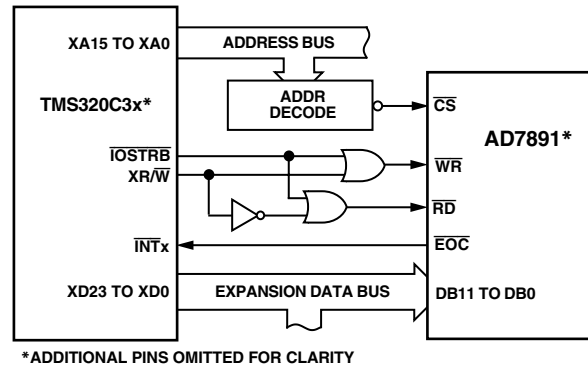 XA15 TO XA0
ADDRESS BUS
TMS320C3x*
ADDR
DECODE
CS
AD7891*
IOSTRB
XR/W
WR
RD
INTx
EOC
XD23 TO XD0
EXPANSION DATA BUS
DB11 TO DB0
*ADDITIONAL PINS OMITTED FOR CLARITY